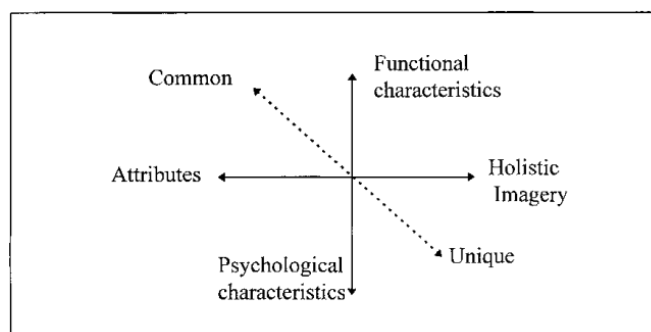 Common
Functional
characteristics
Attributes
Holistic
Imagery
Psychological
characteristics
Unique